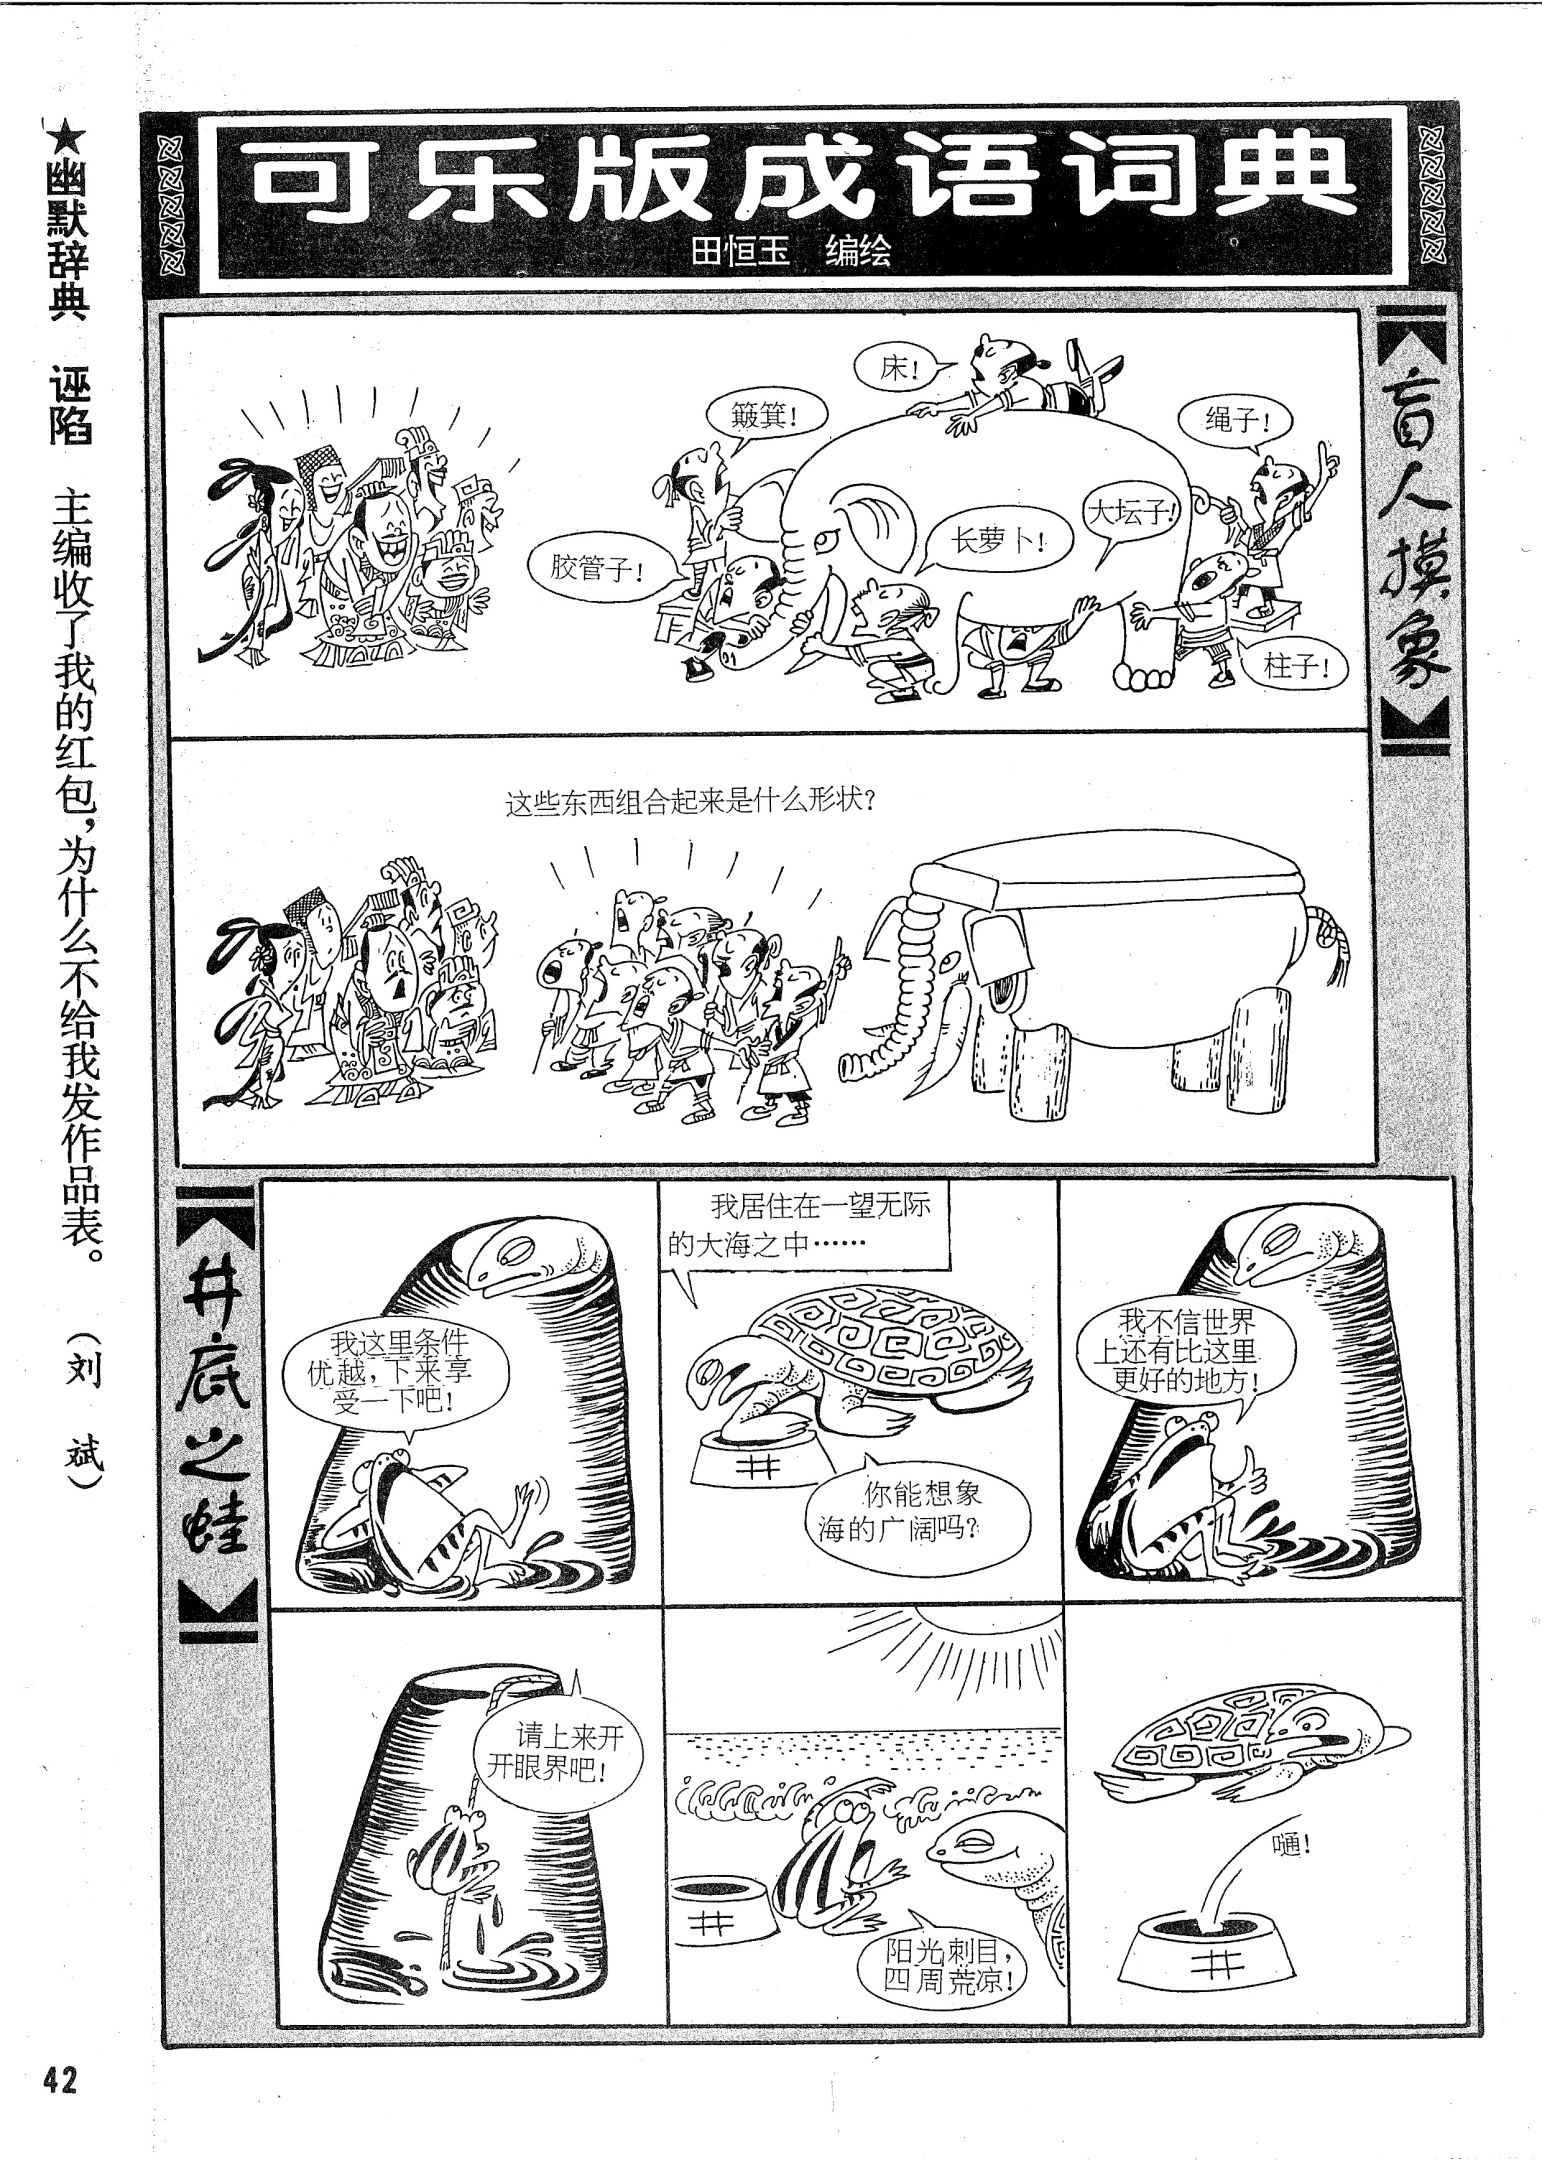 可乐版成语词典
田恒玉 编绘
盲人摸象
床！
簸箕！
绳子！
胶管子！
长萝卜！
大坛子！
柱子！
这些东西组合起来是什么形状？
井底之蛙
我这里条件
优越，下来享
受一下吧！
我居住在一望无际
的大海之中……
你能想象
海的广阔吗？
我不信世界
上还有比这里
更好的地方！
请上来开
开眼界吧！
阳光刺目，
四周荒凉！
嗵！
★幽默辞典 诬陷 主编收了我的红包，为什么不给我发作品表。 （刘 斌）
42